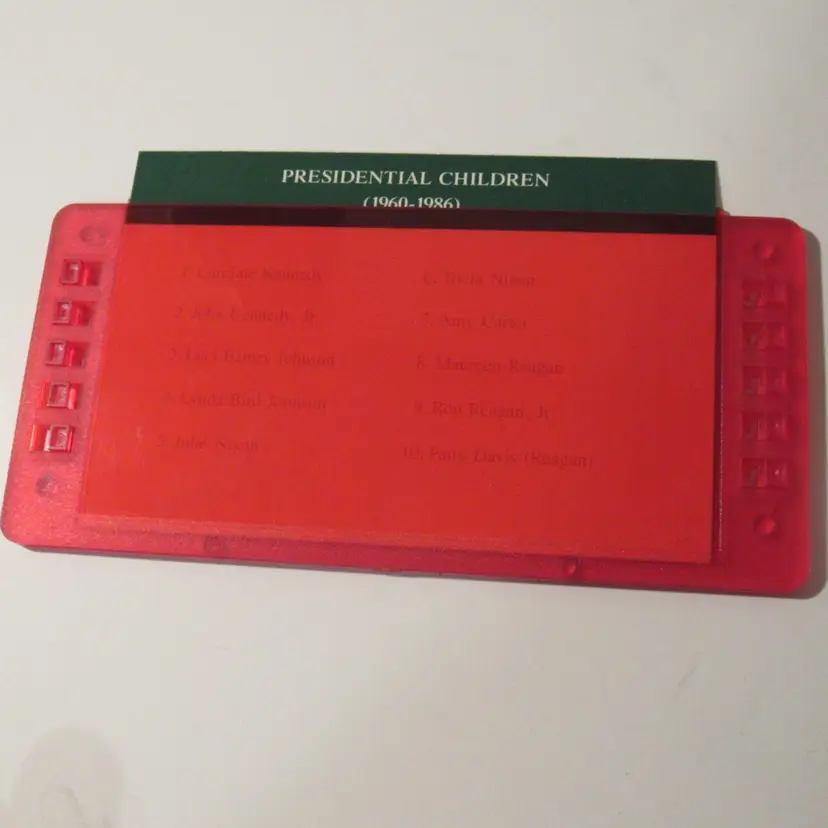 PRESIDENTIAL CHILDREN
(1960-1986)
1. Caroline Kennedy
2. John Kennedy, Jr.
3. Luci Baines Johnson
4. Lynda Bird Johnson
5. Julie Nixon
6. Tricia Nixon
7. Amy Carter
8. Maureen Reagan
9. Ron Reagan, Jr.
10. Patty Davis (Reagan)